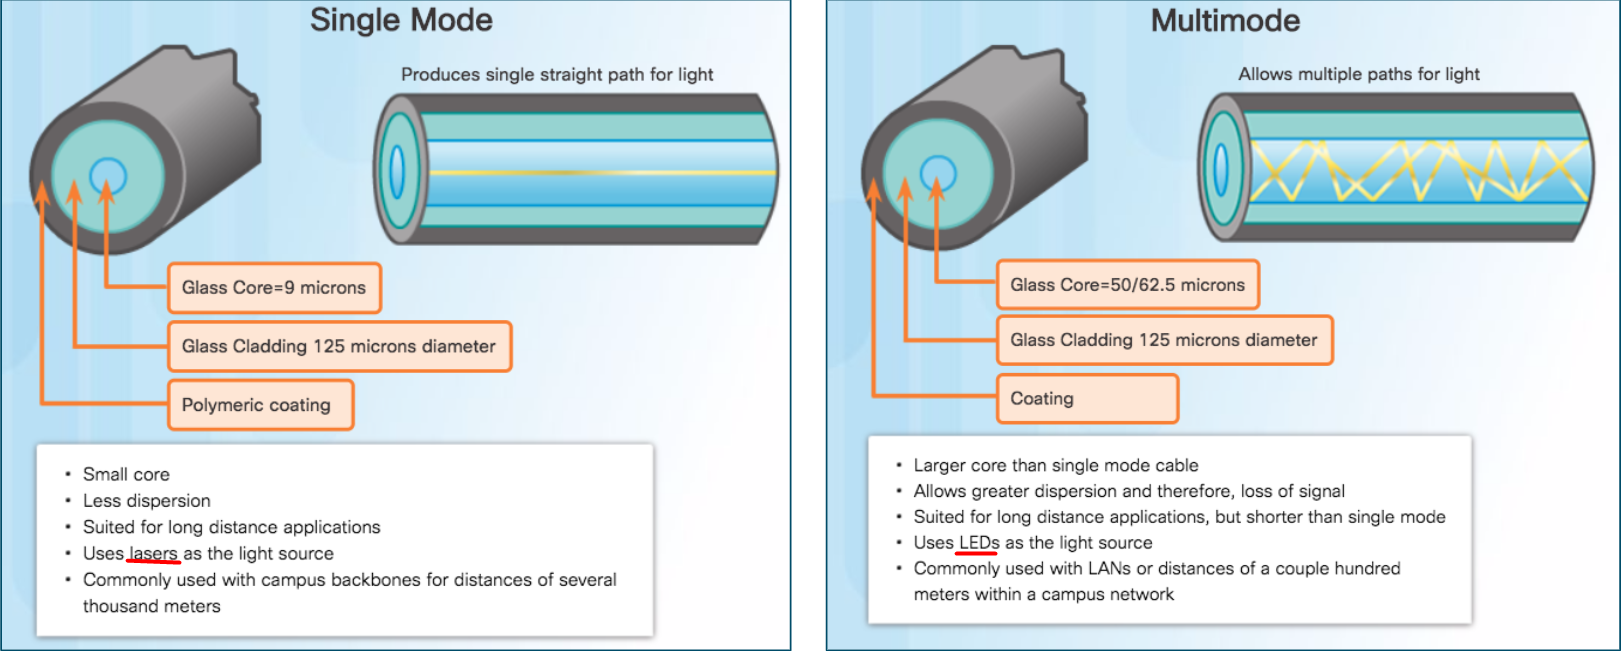 Single Mode
Produces single straight path for light
Glass Core=9 microns
Glass Cladding 125 microns diameter
Polymeric coating
• Small core
• Less dispersion
• Suited for long distance applications
• Uses lasers as the light source
• Commonly used with campus backbones for distances of several
thousand meters
Multimode
Allows multiple paths for light
Glass Core=50/62.5 microns
Glass Cladding 125 microns diameter
Coating
• Larger core than single mode cable
• Allows greater dispersion and therefore, loss of signal
• Suited for long distance applications, but shorter than single mode
• Uses LEDs as the light source
• Commonly used with LANs or distances of a couple hundred
meters within a campus network